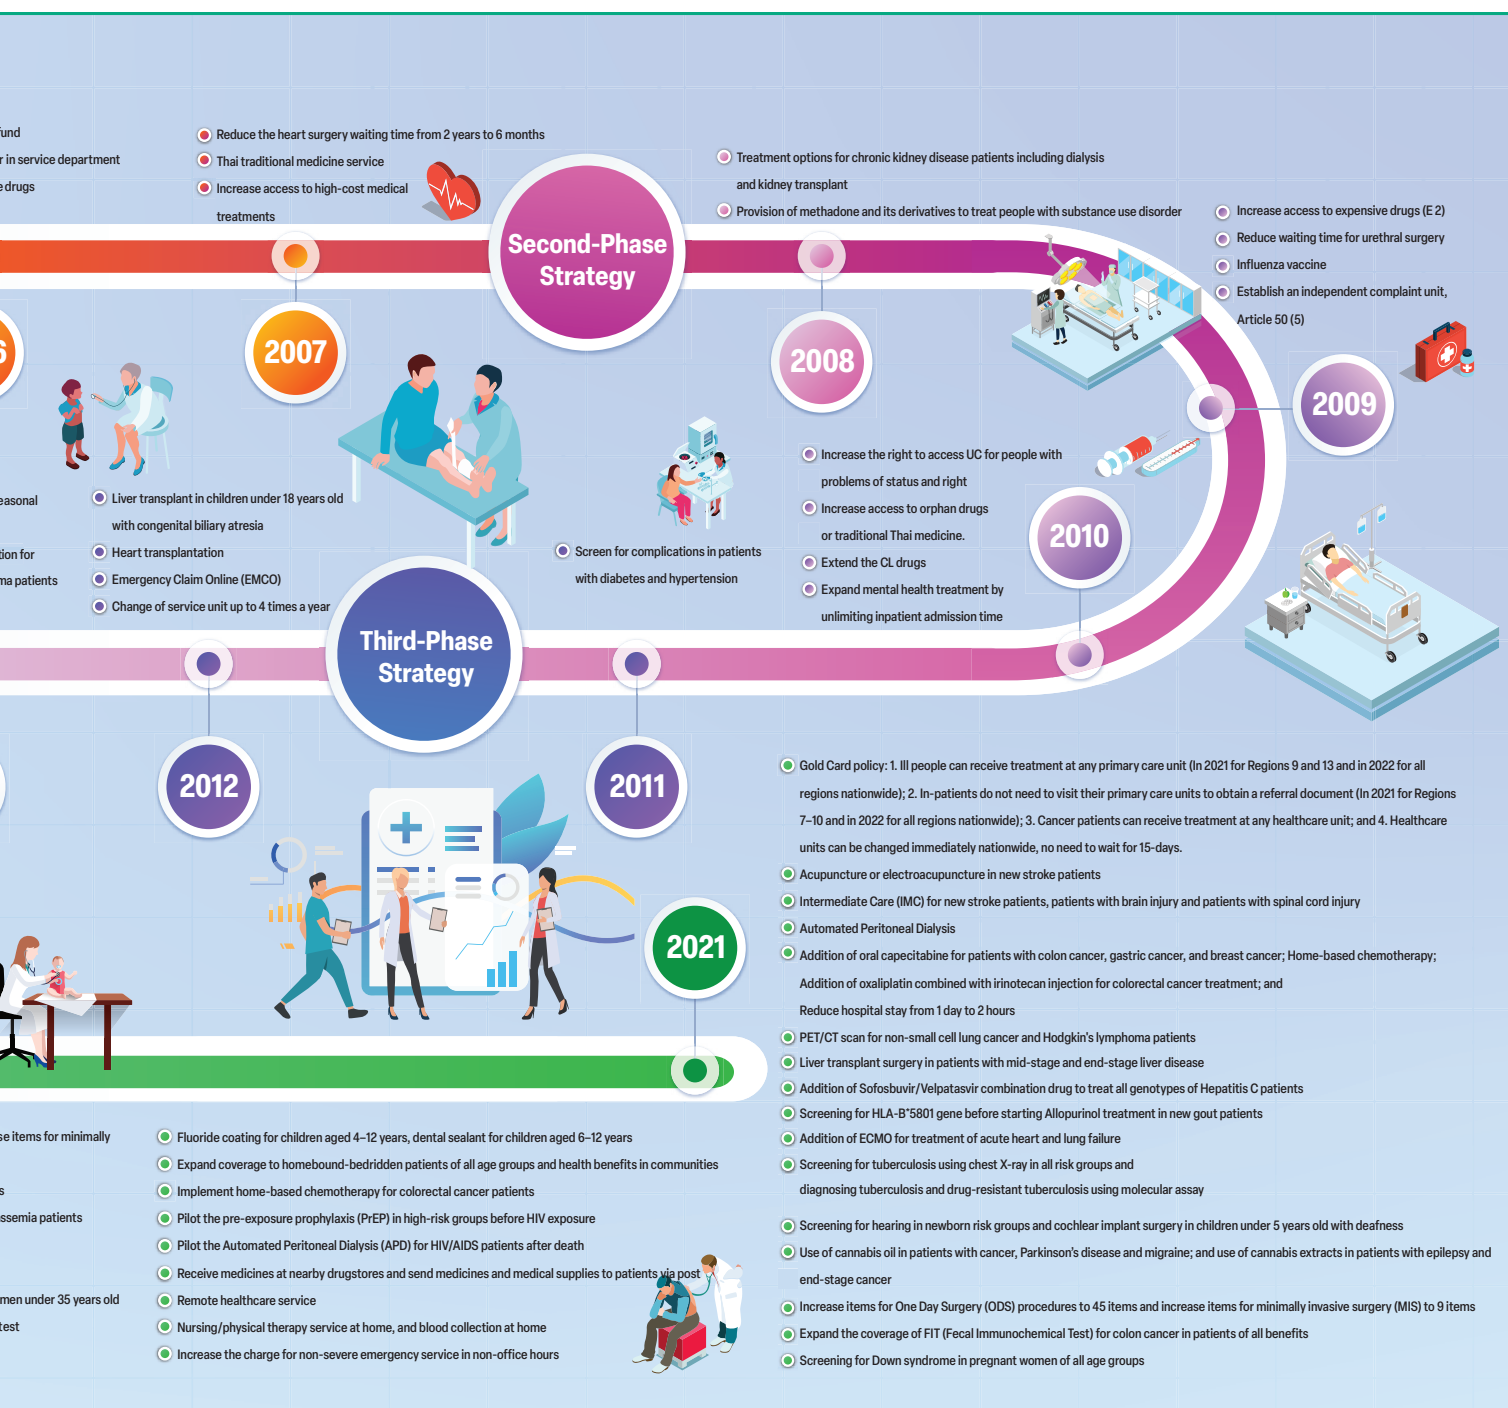 fund
r in service department
e drugs
Reduce the heart surgery waiting time from 2 years to 6 months
Thai traditional medicine service
Increase access to high-cost medical
treatments
Second-Phase
Strategy
Treatment options for chronic kidney disease patients including dialysis
and kidney transplant
Provision of methadone and its derivatives to treat people with substance use disorder
Increase access to expensive drugs (E 2)
Reduce waiting time for urethral surgery
Influenza vaccine
Establish an independent complaint unit,
Article 50 (5)
6
2007
2008
2009
easonal
tion for
ma patients
Liver transplant in children under 18 years old
with congenital biliary atresia
Heart transplantation
Emergency Claim Online (EMCO)
Change of service unit up to 4 times a year
Screen for complications in patients
with diabetes and hypertension
Increase the right to access UC for people with
problems of status and right
Increase access to orphan drugs
or traditional Thai medicine.
Extend the CL drugs
Expand mental health treatment by
unlimiting inpatient admission time
2010
Third-Phase
Strategy
2012
2011
Gold Card policy: 1. Ill people can receive treatment at any primary care unit (In 2021 for Regions 9 and 13 and in 2022 for all
regions nationwide); 2. In-patients do not need to visit their primary care units to obtain a referral document (In 2021 for Regions
7–10 and in 2022 for all regions nationwide); 3. Cancer patients can receive treatment at any healthcare unit; and 4. Healthcare
units can be changed immediately nationwide, no need to wait for 15-days.
Acupuncture or electroacupuncture in new stroke patients
Intermediate Care (IMC) for new stroke patients, patients with brain injury and patients with spinal cord injury
Automated Peritoneal Dialysis
Addition of oral capecitabine for patients with colon cancer, gastric cancer, and breast cancer; Home-based chemotherapy;
Addition of oxaliplatin combined with irinotecan injection for colorectal cancer treatment; and
Reduce hospital stay from 1 day to 2 hours
PET/CT scan for non-small cell lung cancer and Hodgkin's lymphoma patients
Liver transplant surgery in patients with mid-stage and end-stage liver disease
Addition of Sofosbuvir/Velpatasvir combination drug to treat all genotypes of Hepatitis C patients
Screening for HLA-B*5801 gene before starting Allopurinol treatment in new gout patients
Addition of ECMO for treatment of acute heart and lung failure
Screening for tuberculosis using chest X-ray in all risk groups and
diagnosing tuberculosis and drug-resistant tuberculosis using molecular assay
Screening for hearing in newborn risk groups and cochlear implant surgery in children under 5 years old with deafness
Use of cannabis oil in patients with cancer, Parkinson's disease and migraine; and use of cannabis extracts in patients with epilepsy and
end-stage cancer
Increase items for One Day Surgery (ODS) procedures to 45 items and increase items for minimally invasive surgery (MIS) to 9 items
Expand the coverage of FIT (Fecal Immunochemical Test) for colon cancer in patients of all benefits
Screening for Down syndrome in pregnant women of all age groups
2021
se items for minimally
s
ssemia patients
men under 35 years old
test
Fluoride coating for children aged 4–12 years, dental sealant for children aged 6–12 years
Expand coverage to homebound-bedridden patients of all age groups and health benefits in communities
Implement home-based chemotherapy for colorectal cancer patients
Pilot the pre-exposure prophylaxis (PrEP) in high-risk groups before HIV exposure
Pilot the Automated Peritoneal Dialysis (APD) for HIV/AIDS patients after death
Receive medicines at nearby drugstores and send medicines and medical supplies to patients via post
Remote healthcare service
Nursing/physical therapy service at home, and blood collection at home
Increase the charge for non-severe emergency service in non-office hours